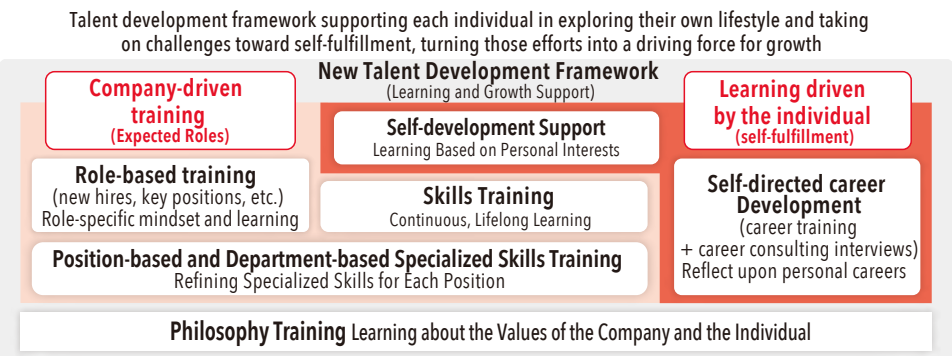 Talent development framework supporting each individual in exploring their own lifestyle and taking
on challenges toward self-fulfillment, turning those efforts into a driving force for growth
New Talent Development Framework
(Learning and Growth Support)
Company-driven
training
(Expected Roles)
Learning driven
by the individual
(self-fulfillment)
Self-development Support
Learning Based on Personal Interests
Role-based training
(new hires, key positions, etc.)
Role-specific mindset and learning
Skills Training
Continuous, Lifelong Learning
Self-directed career
Development
(career training
+ career consulting interviews)
Reflect upon personal careers
Position-based and Department-based Specialized Skills Training
Refining Specialized Skills for Each Position
Philosophy Training Learning about the Values of the Company and the Individual